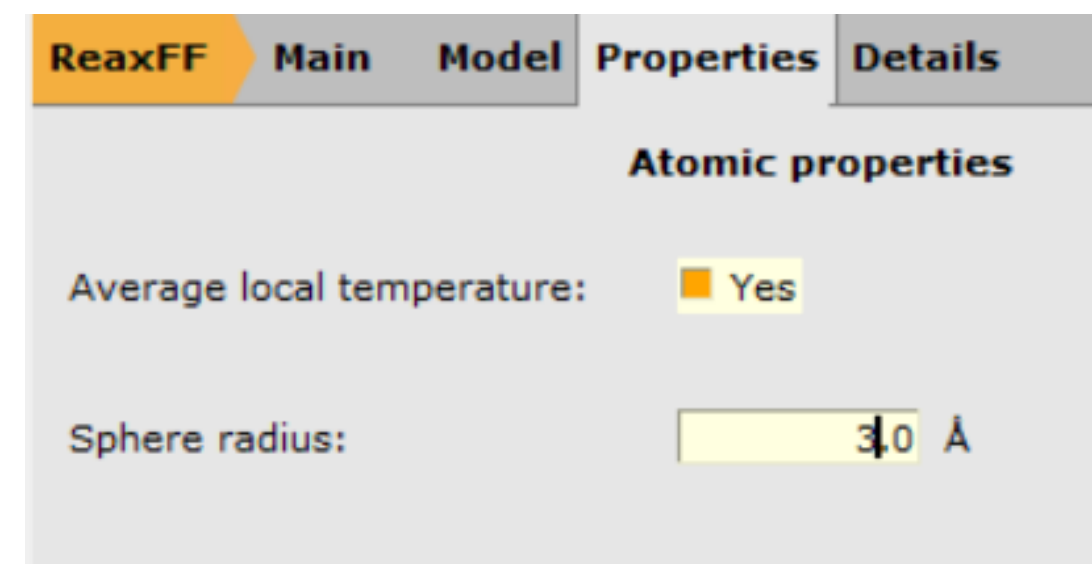 ReaxFF Main Model Properties Details
Atomic properties
Average local temperature: Yes
Sphere radius: 3.0 Å